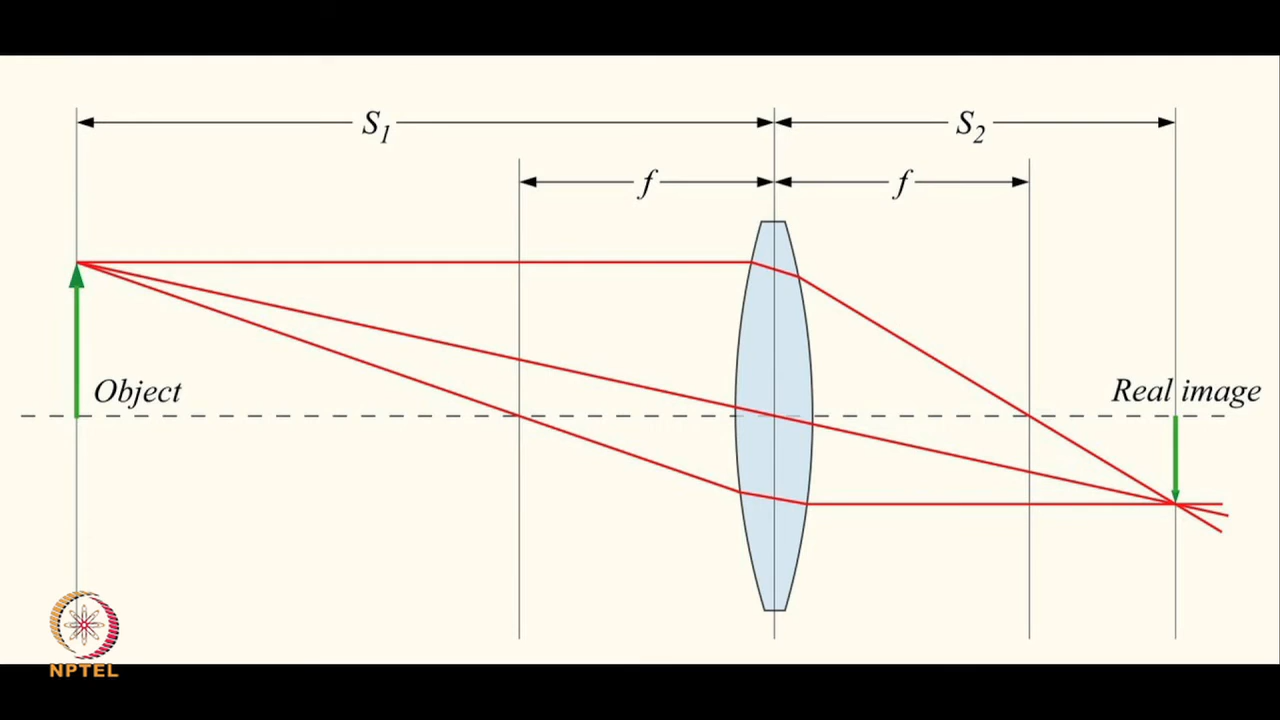 S₁
S₂
f
f
Object
Real image
NPTEL